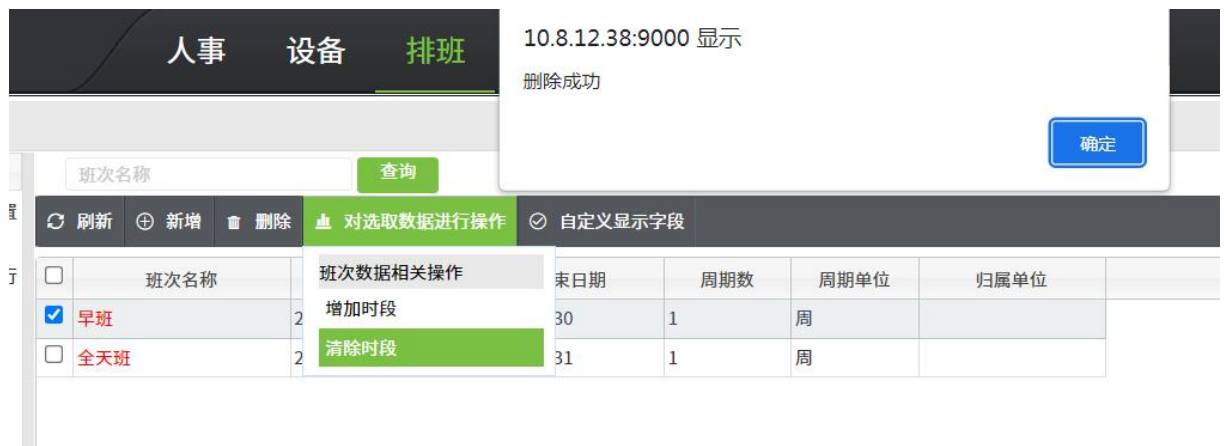 人事 设备 排班
10.8.12.38:9000 显示
删除成功
确定
班次名称 查询
置
刷新 新增 删除 对选取数据进行操作 自定义显示字段
行
班次名称 束日期 周期数 周期单位 归属单位
班次数据相关操作
增加时段
清除时段
早班 2 30 1 周
全天班 2 31 1 周